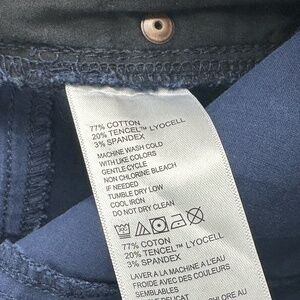 77% COTTON
20% TENCEL™ LYOCELL
3% SPANDEX
MACHINE WASH COLD
WITH LIKE COLORS
GENTLE CYCLE
NON CHLORINE BLEACH
IF NEEDED
TUMBLE DRY LOW
COOL IRON
DO NOT DRY CLEAN
77% COTON
20% TENCEL™ LYOCELL
3% SPANDEX
LAVER A LA MACHINE A L'EAU
FROIDE AVEC DES COULEURS
SEMBLABLES
DELICAT